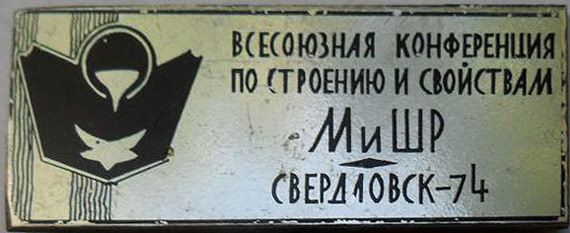 ВСЕСОЮЗНАЯ КОНФЕРЕНЦИЯ
ПО СТРОЕНИЮ И СВОЙСТВАМ
МиШР
СВЕРДЛОВСК-74